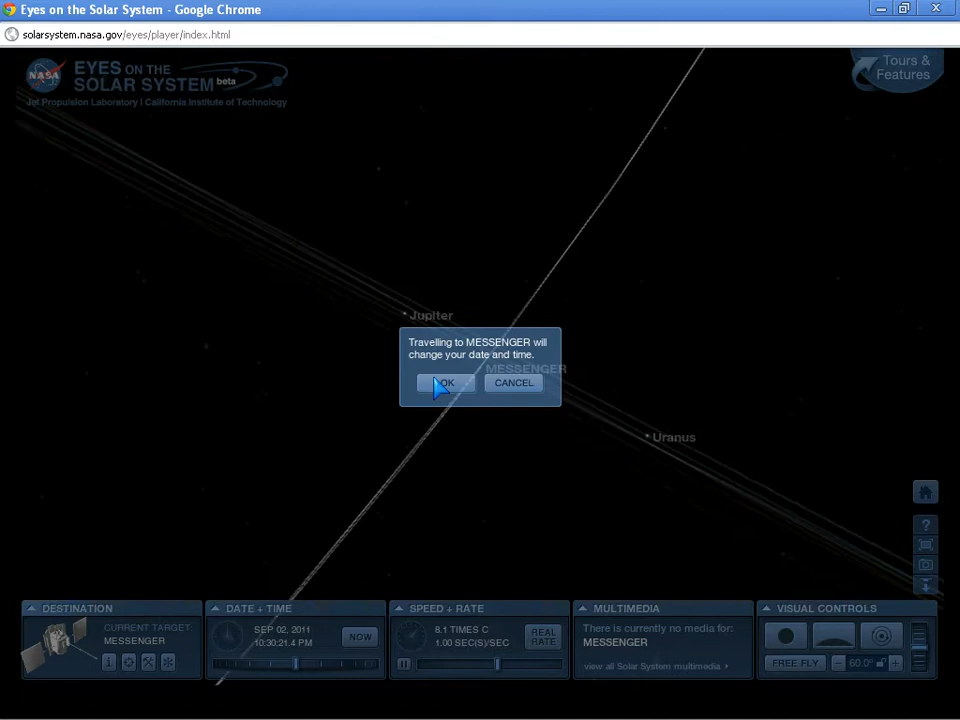 Eyes on the Solar System - Google Chrome
solarsystem.nasa.gov/eyes/player/index.html
NASA
EYES ON THE
SOLAR SYSTEM beta
Jet Propulsion Laboratory | California Institute of Technology
Tours &
Features
Jupiter
Travelling to MESSENGER will
change your date and time.
MESSENGER
OK CANCEL
Uranus
?
DESTINATION
CURRENT TARGET:
MESSENGER
DATE + TIME
SEP 02, 2011
10:30:21.4 PM
NOW
SPEED + RATE
8.1 TIMES C
1.00 SEC(S)/SEC
REAL
RATE
MULTIMEDIA
There is currently no media for:
MESSENGER
view all Solar System multimedia
VISUAL CONTROLS
FREE FLY
60.0°